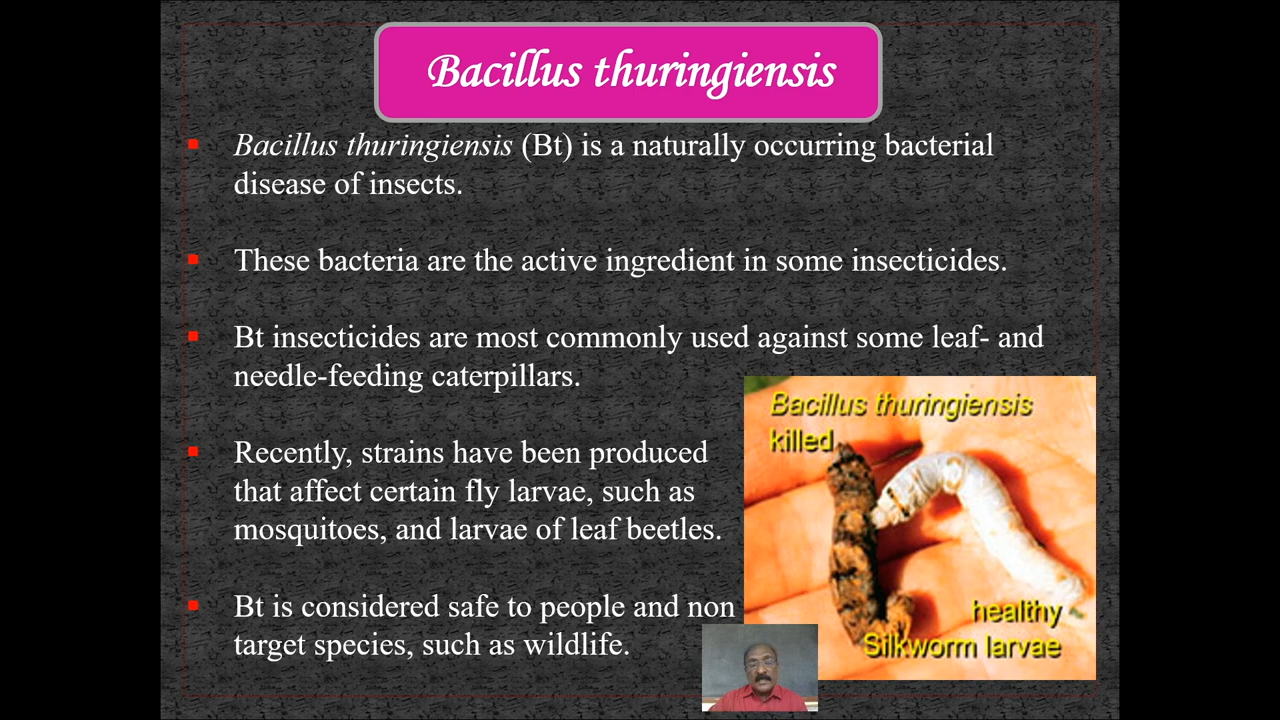 Bacillus thuringiensis
Bacillus thuringiensis (Bt) is a naturally occurring bacterial
disease of insects.
These bacteria are the active ingredient in some insecticides.
Bt insecticides are most commonly used against some leaf- and
needle-feeding caterpillars.
Recently, strains have been produced
that affect certain fly larvae, such as
mosquitoes, and larvae of leaf beetles.
Bt is considered safe to people and non
target species, such as wildlife.
Bacillus thuringiensis
killed
healthy
Silkworm larvae